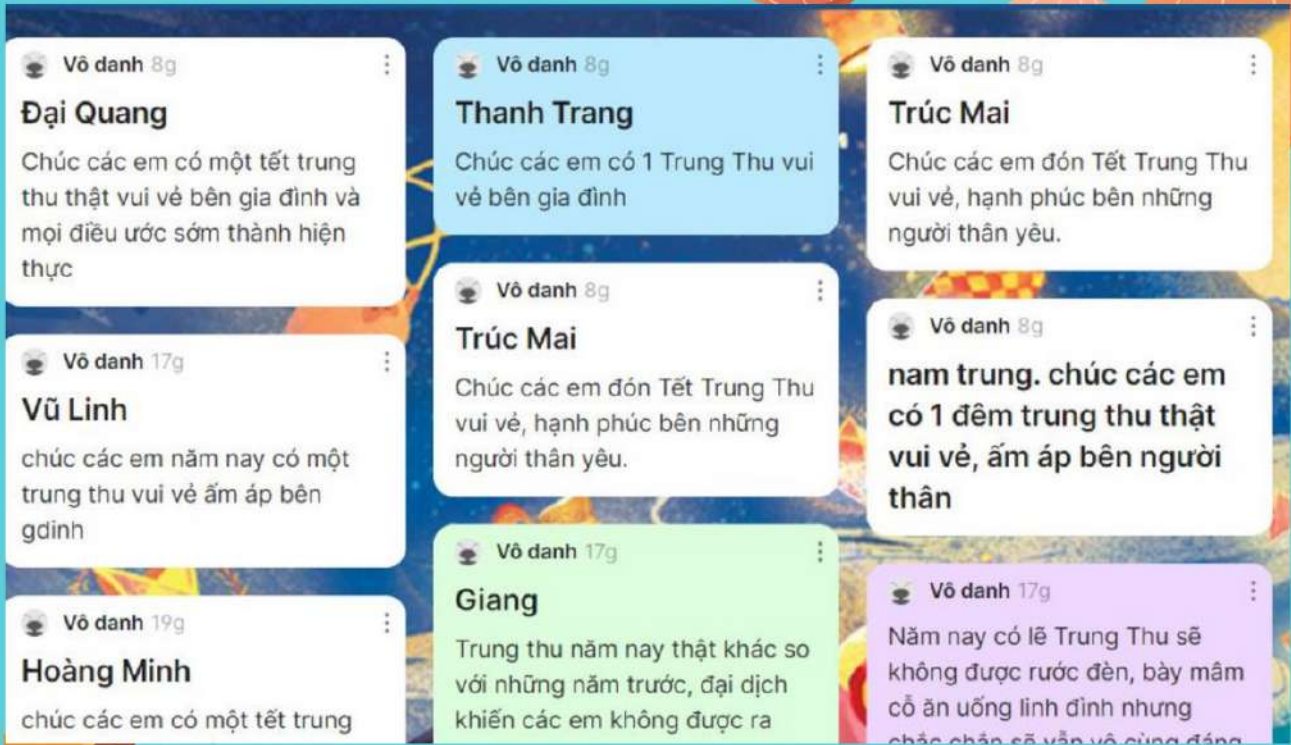 Vô danh 8g
Đại Quang
Chúc các em có một tết trung
thu thật vui vẻ bên gia đình và
mọi điều ước sớm thành hiện
thực
Vô danh 17g
Vũ Linh
chúc các em năm nay có một
trung thu vui vẻ ấm áp bên
gdinh
Vô danh 19g
Hoàng Minh
chúc các em có một tết trung
Vô danh 8g
Thanh Trang
Chúc các em có 1 Trung Thu vui
vẻ bên gia đình
Vô danh 8g
Trúc Mai
Chúc các em đón Tết Trung Thu
vui vẻ, hạnh phúc bên những
người thân yêu.
Vô danh 17g
Giang
Trung thu năm nay thật khác so
với những năm trước, đại dịch
khiến các em không được ra
Vô danh 8g
Trúc Mai
Chúc các em đón Tết Trung Thu
vui vẻ, hạnh phúc bên những
người thân yêu.
Vô danh 8g
nam trung. chúc các em
có 1 đêm trung thu thật
vui vẻ, ấm áp bên người
thân
Vô danh 17g
Năm nay có lẽ Trung Thu sẽ
không được rước đèn, bày mâm
cỗ ăn uống linh đình nhưng
chắc chắn sẽ vẫn vô cùng đáng